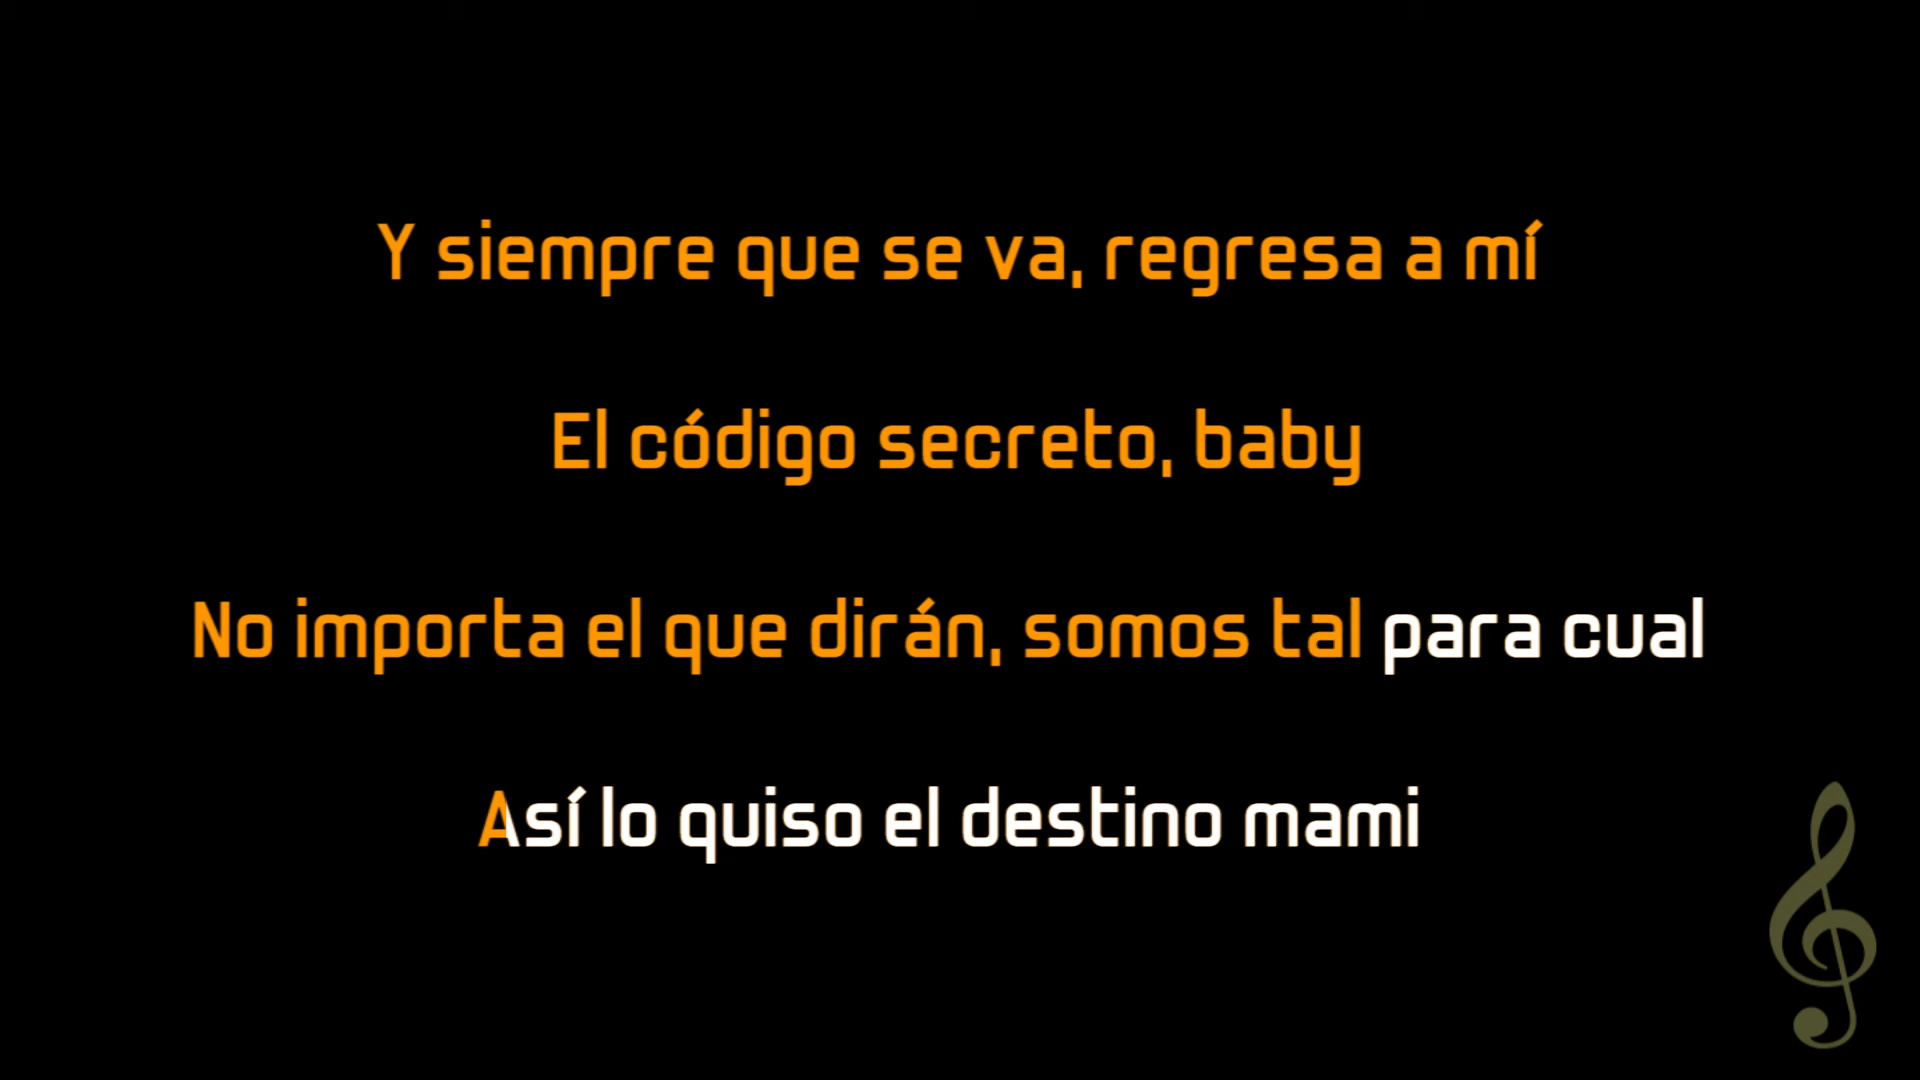 Y siempre que se va, regresa a mí
El código secreto, baby
No importa el que dirán, somos tal para cual
Así lo quiso el destino mami